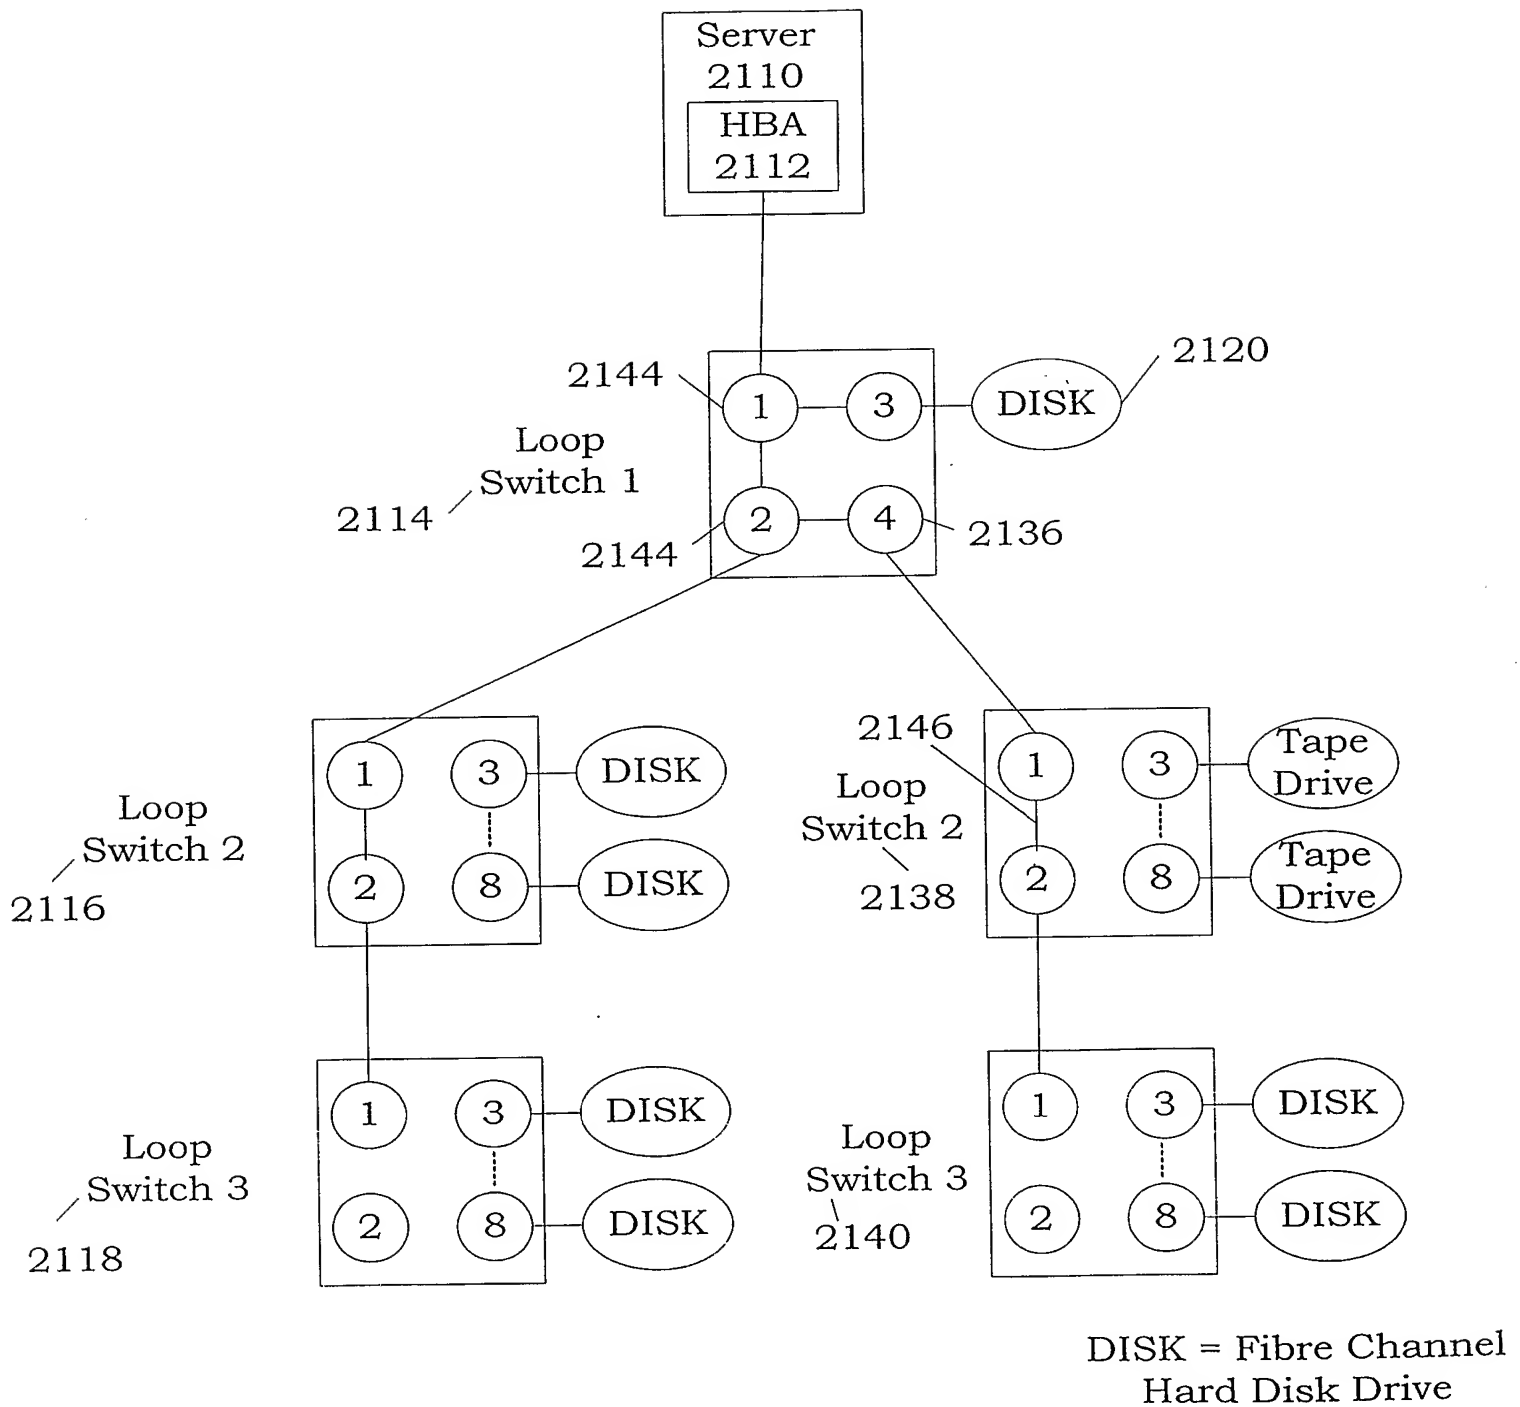 Server
2110
HBA
2112
2144
1
3
DISK
2120
Loop
Switch 1
2114
2
4
2136
2144
1
3
DISK
Loop
Switch 2
2116
2
8
DISK
2146
1
3
Tape
Drive
Loop
Switch 2
2138
2
8
Tape
Drive
1
3
DISK
Loop
Switch 3
2118
2
8
DISK
1
3
DISK
Loop
Switch 3
2140
2
8
DISK
DISK = Fibre Channel
Hard Disk Drive